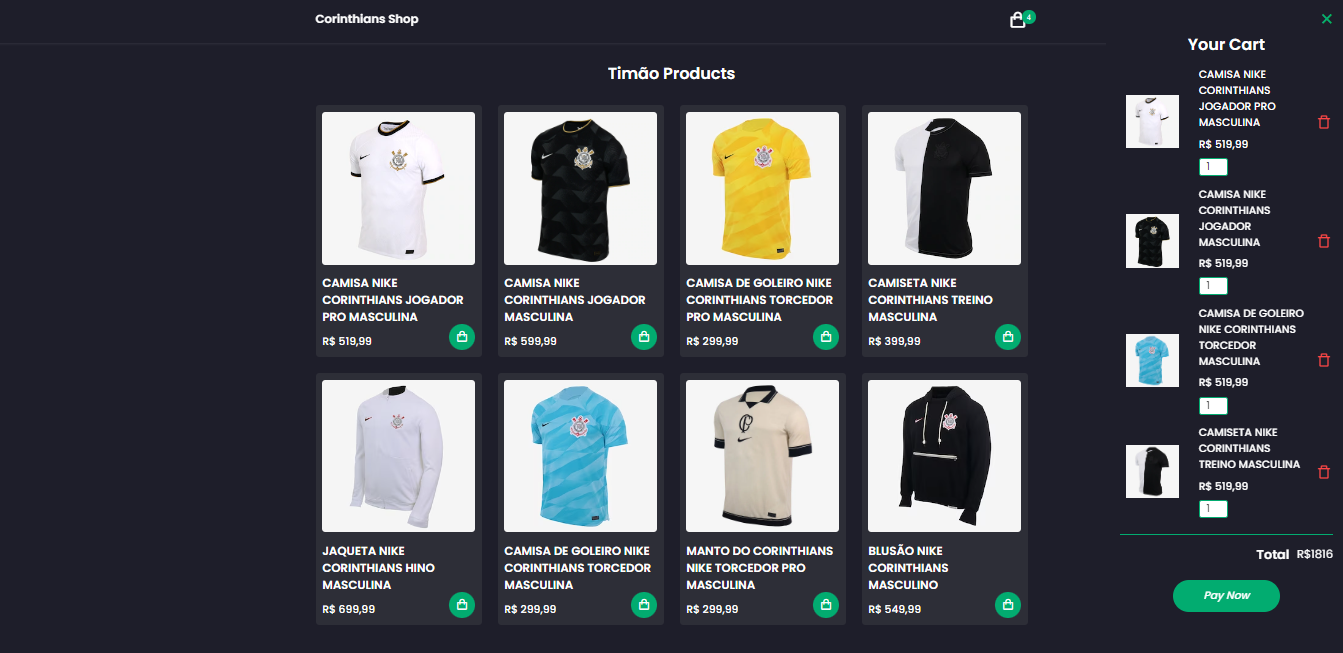 Corinthians Shop
4
Timão Products
CAMISA NIKE
CORINTHIANS JOGADOR
PRO MASCULINA
R$ 519,99
CAMISA NIKE
CORINTHIANS JOGADOR
MASCULINA
R$ 599,99
CAMISA DE GOLEIRO NIKE
CORINTHIANS TORCEDOR
PRO MASCULINA
R$ 299,99
CAMISETA NIKE
CORINTHIANS TREINO
MASCULINA
R$ 399,99
JAQUETA NIKE
CORINTHIANS HINO
MASCULINA
R$ 699,99
CAMISA DE GOLEIRO NIKE
CORINTHIANS TORCEDOR
MASCULINA
R$ 299,99
MANTO DO CORINTHIANS
NIKE TORCEDOR PRO
MASCULINA
R$ 299,99
BLUSÃO NIKE
CORINTHIANS
MASCULINO
R$ 549,99
Your Cart
CAMISA NIKE
CORINTHIANS
JOGADOR PRO
MASCULINA
R$ 519,99
1
CAMISA NIKE
CORINTHIANS
JOGADOR
MASCULINA
R$ 519,99
1
CAMISA DE GOLEIRO
NIKE CORINTHIANS
TORCEDOR
MASCULINA
R$ 519,99
1
CAMISETA NIKE
CORINTHIANS
TREINO MASCULINA
R$ 519,99
1
Total R$1816
Pay Now